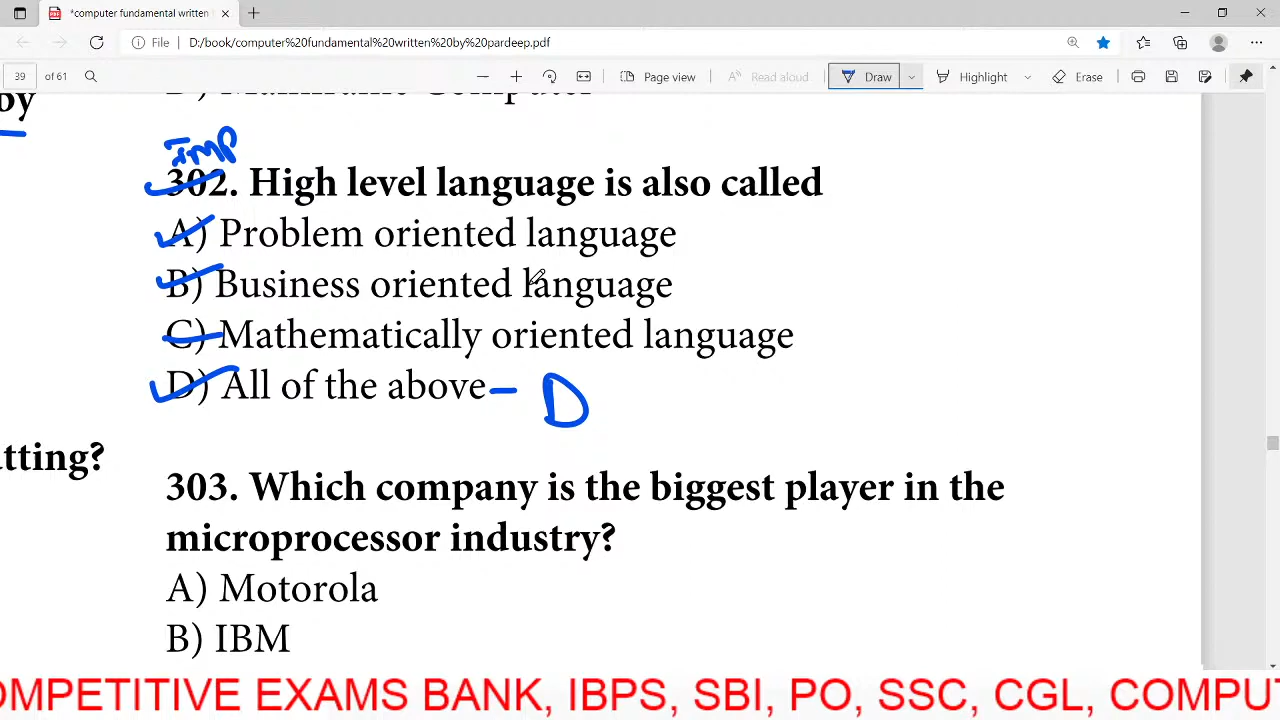 *computer fundamental written
File D:/book/computer%20fundamental%20written%20by%20pardeep.pdf
39 of 61 Page view Read aloud Draw Highlight Erase
by
D) Mainframe Computer
IMP
302. High level language is also called
A) Problem oriented language
B) Business oriented language
C) Mathematically oriented language
D) All of the above - D
atting?
303. Which company is the biggest player in the
microprocessor industry?
A) Motorola
B) IBM
OMPETITIVE EXAMS BANK, IBPS, SBI, PO, SSC, CGL, COMPUT